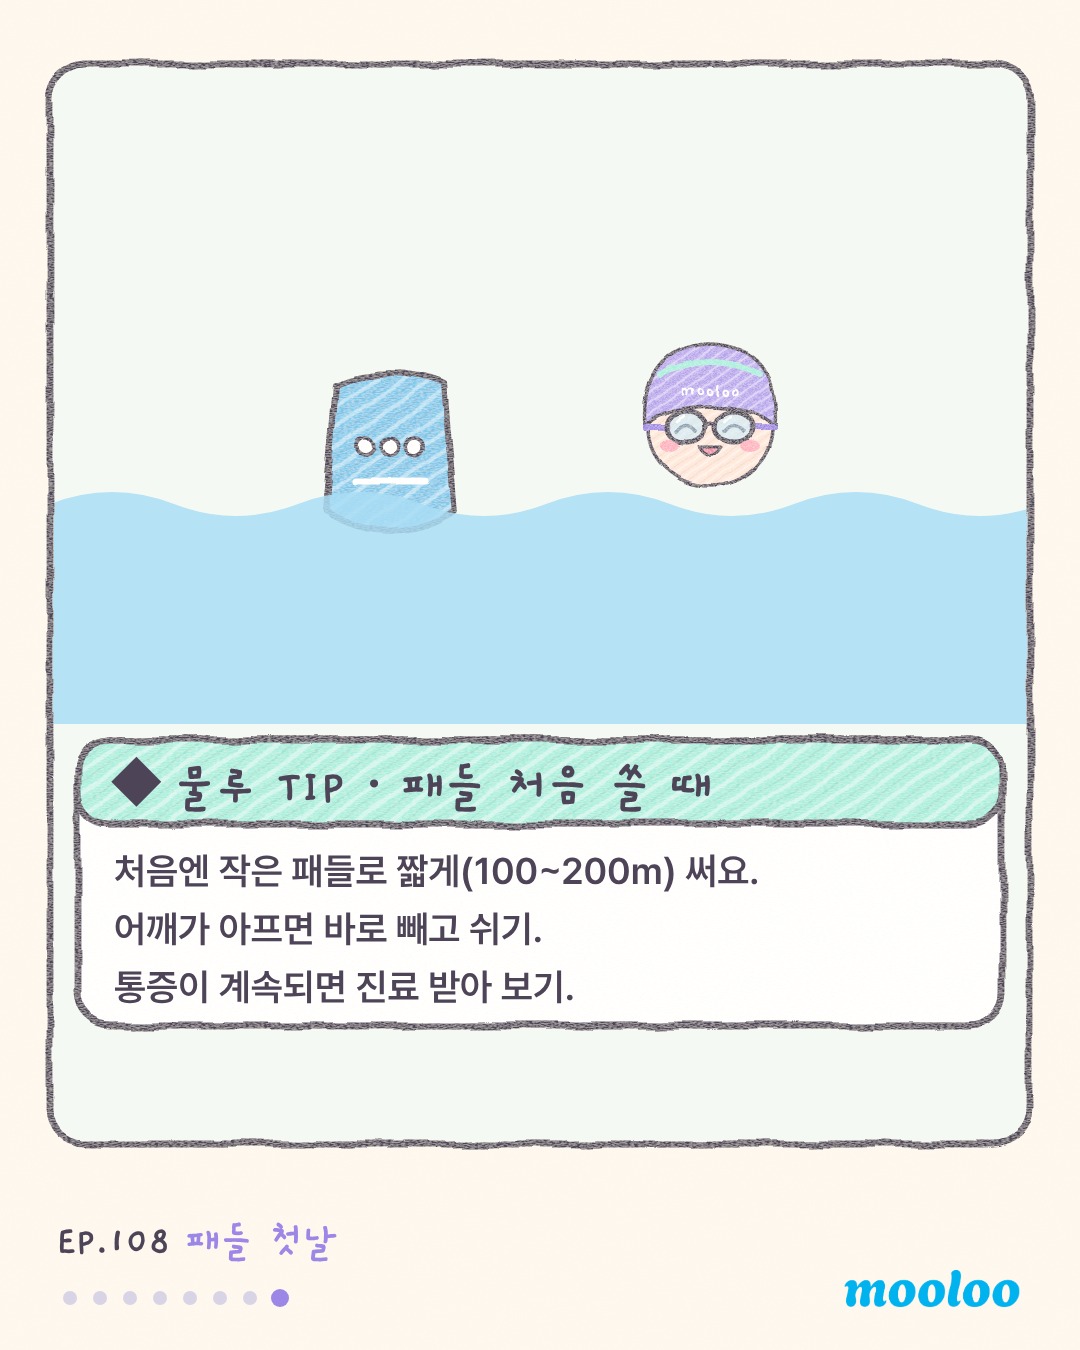 mooloo
◆ 물루 TIP · 패들 처음 쓸 때
처음엔 작은 패들로 짧게(100~200m) 써요.
어깨가 아프면 바로 빼고 쉬기.
통증이 계속되면 진료 받아 보기.
EP.108 패들 첫날
mooloo